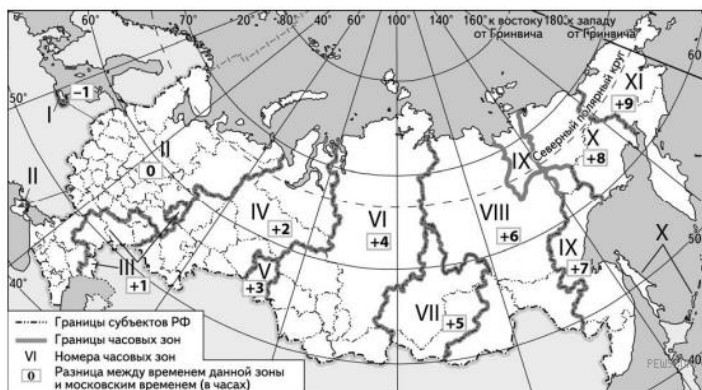 60° 80° 60° 40° 80° 100° 140° 160° к востоку 180° к западу
от Гринвича от Гринвича
60°
50°
-1
I
Северный полярный круг
XI
+9
II
0
II
IX
X
+8
IV
+2
VI
+4
VIII
+6
X
V
+3
IX
+7
III
+1
40°
VII
+5
50°
40°
Границы субъектов РФ
Границы часовых зон
VI Номера часовых зон
0 Разница между временем данной зоны
и московским временем (в часах)